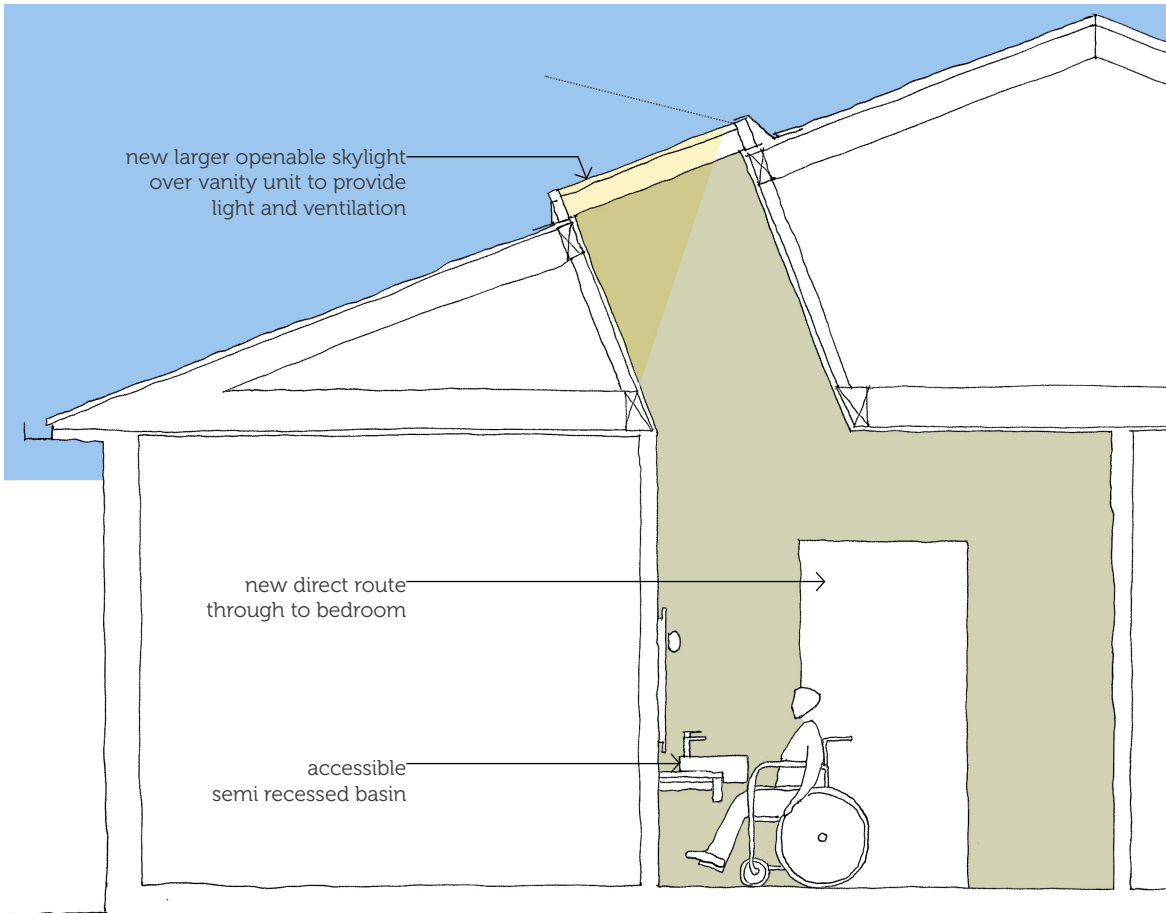 new larger openable skylight
over vanity unit to provide
light and ventilation
new direct route
through to bedroom
accessible
semi recessed basin